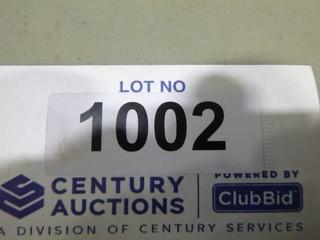 LOT NO
1002
CENTURY AUCTIONS
POWERED BY
ClubBid
A DIVISION OF CENTURY SERVICES